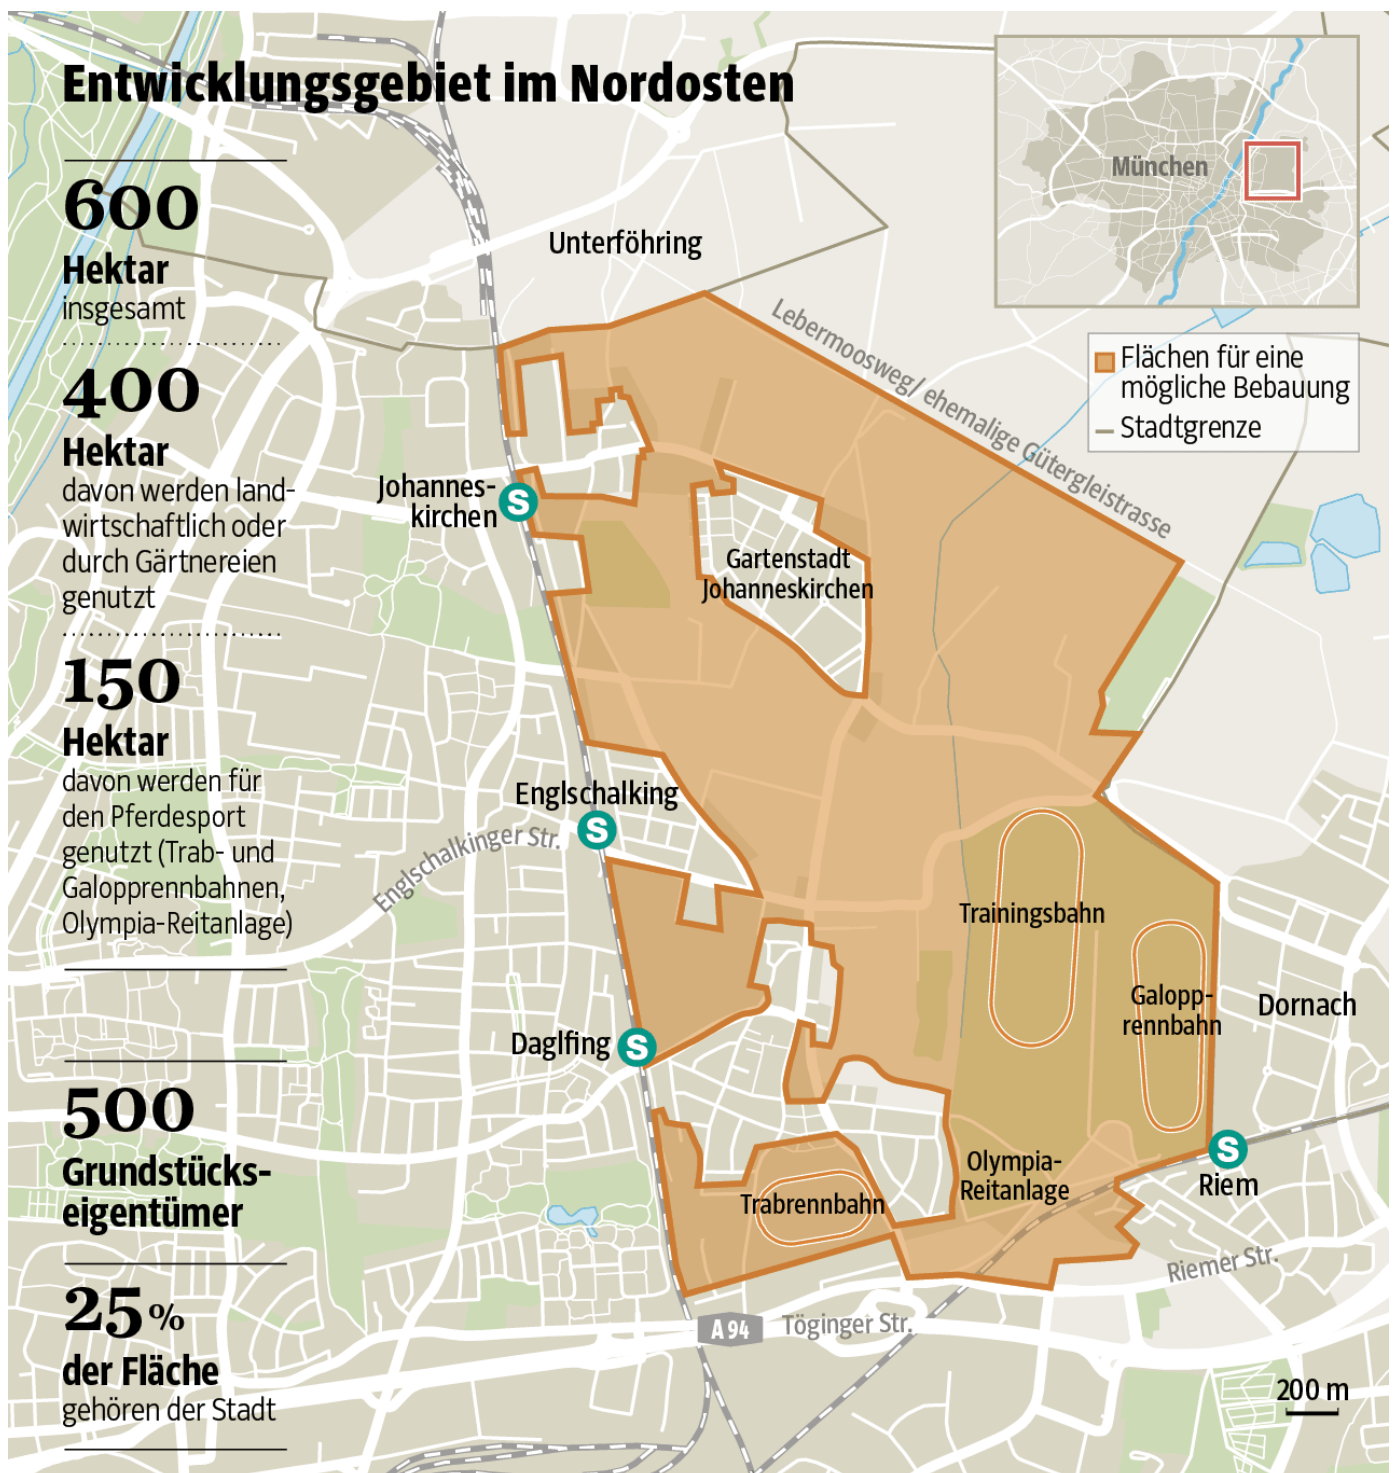 Entwicklungsgebiet im Nordosten
600
Hektar
insgesamt
400
Hektar
davon werden land-
wirtschaftlich oder
durch Gärtnereien
genutzt
150
Hektar
davon werden für
den Pferdesport
genutzt (Trab- und
Galopprennbahnen,
Olympia-Reitanlage)
500
Grundstücks-
eigentümer
25 %
der Fläche
gehören der Stadt
München
Flächen für eine
mögliche Bebauung
Stadtgrenze
Unterföhring
Lebermoosweg/ ehemalige Gütergleistrasse
Johannes-
kirchen
S
Gartenstadt
Johanneskirchen
Englschalking
S
Englschalkinger Str.
Trainingsbahn
Galopp-
rennbahn
Dornach
Daglfing
S
Olympia-
Reitanlage
S
Riem
Trabrennbahn
Riemer Str.
A 94
Töginger Str.
200 m